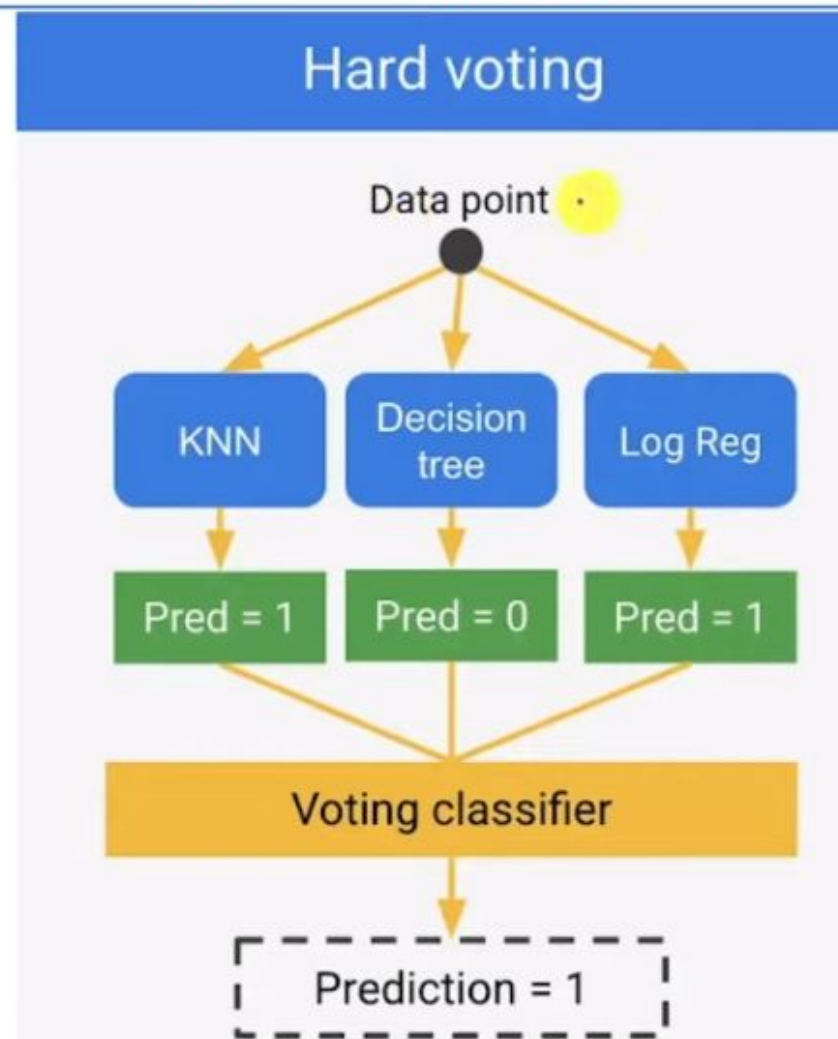 Hard voting
Data point
KNN
Decision
tree
Log Reg
Pred = 1
Pred = 0
Pred = 1
Voting classifier
Prediction = 1